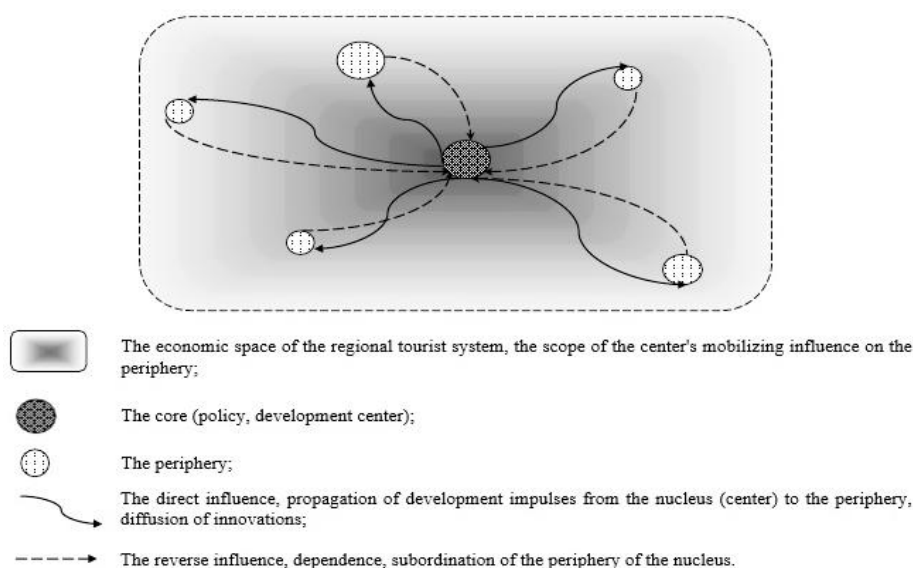 The economic space of the regional tourist system, the scope of the center's mobilizing influence on the
periphery;
The core (policy, development center);
The periphery;
The direct influence, propagation of development impulses from the nucleus (center) to the periphery,
diffusion of innovations;
The reverse influence, dependence, subordination of the periphery of the nucleus.